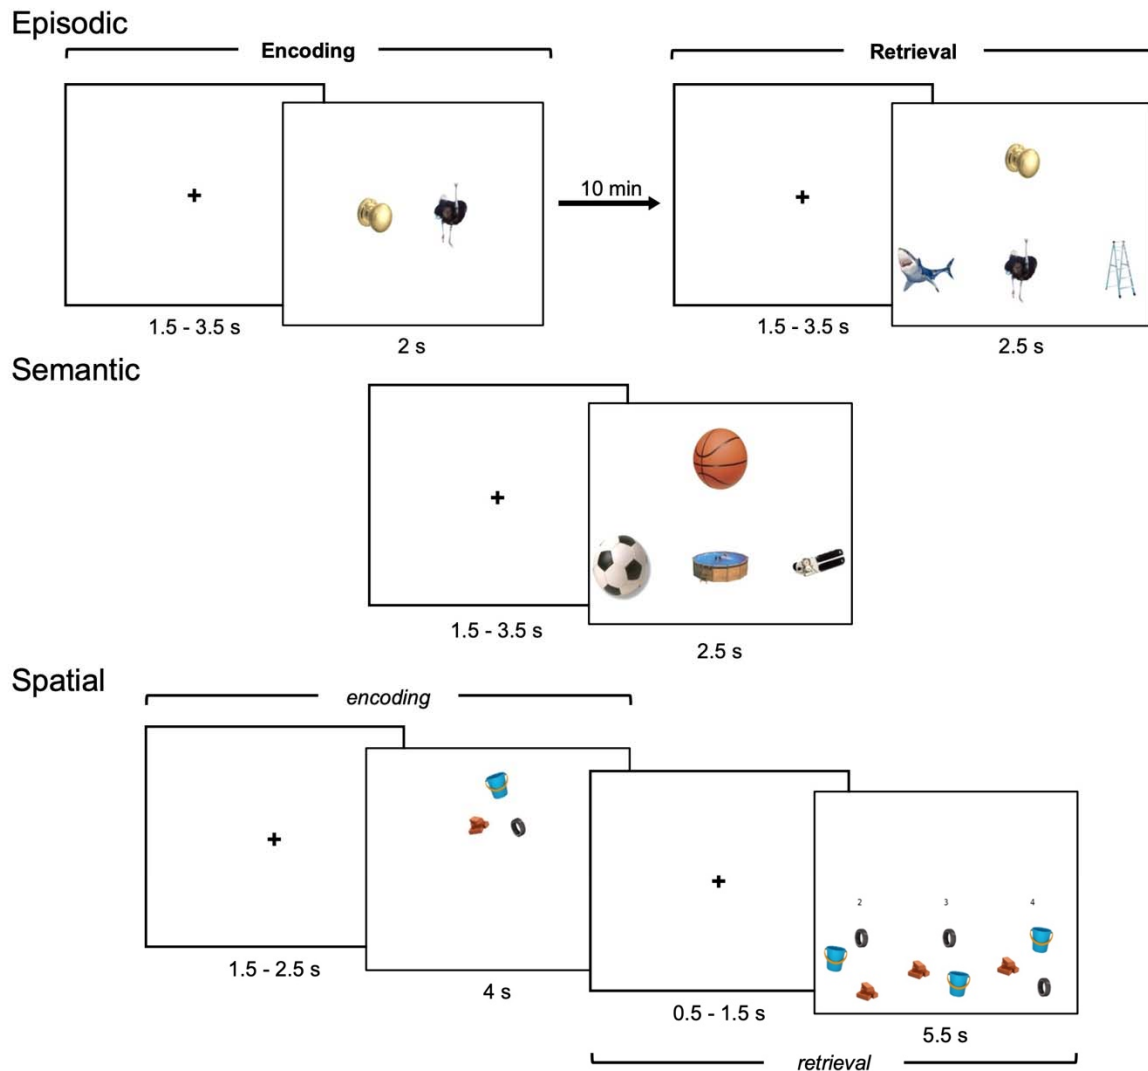 Episodic
Encoding
Retrieval
+
10 min
+
1.5 - 3.5 s
2 s
1.5 - 3.5 s
2.5 s
Semantic
+
1.5 - 3.5 s
2.5 s
Spatial
encoding
+
+
2 3 4
1.5 - 2.5 s
4 s
0.5 - 1.5 s
5.5 s
retrieval